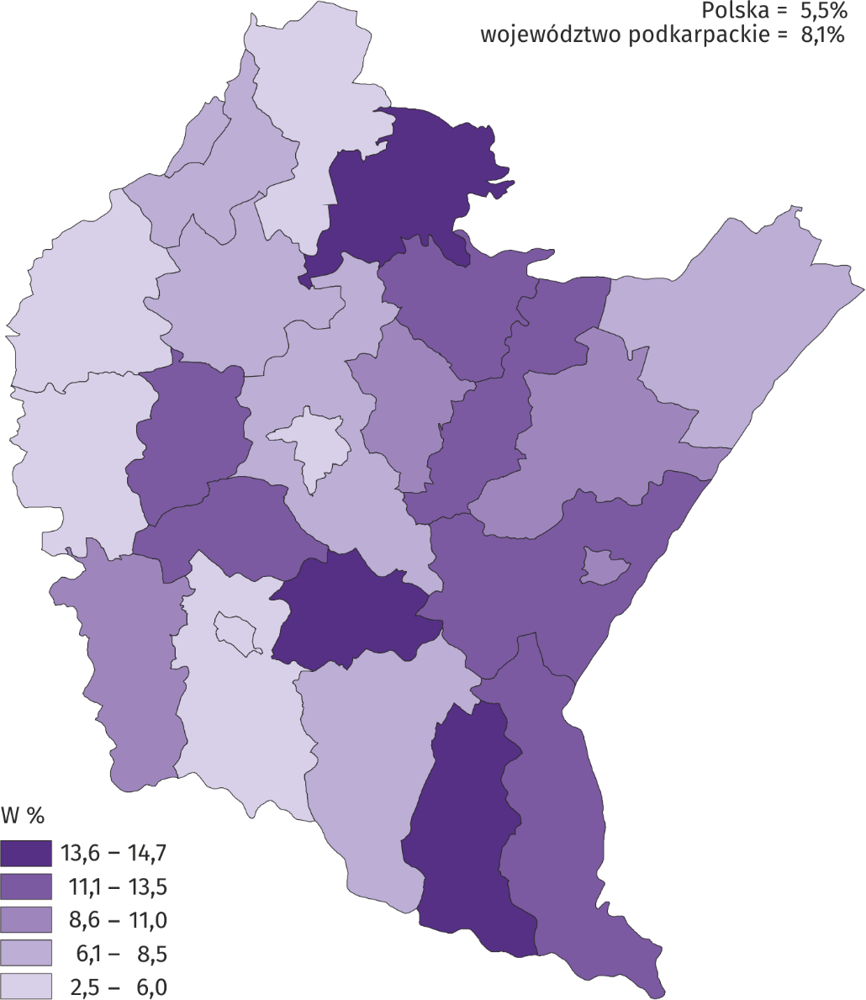 Polska = 5,5%
województwo podkarpackie = 8,1%
W %
13,6 – 14,7
11,1 – 13,5
8,6 – 11,0
6,1 – 8,5
2,5 – 6,0